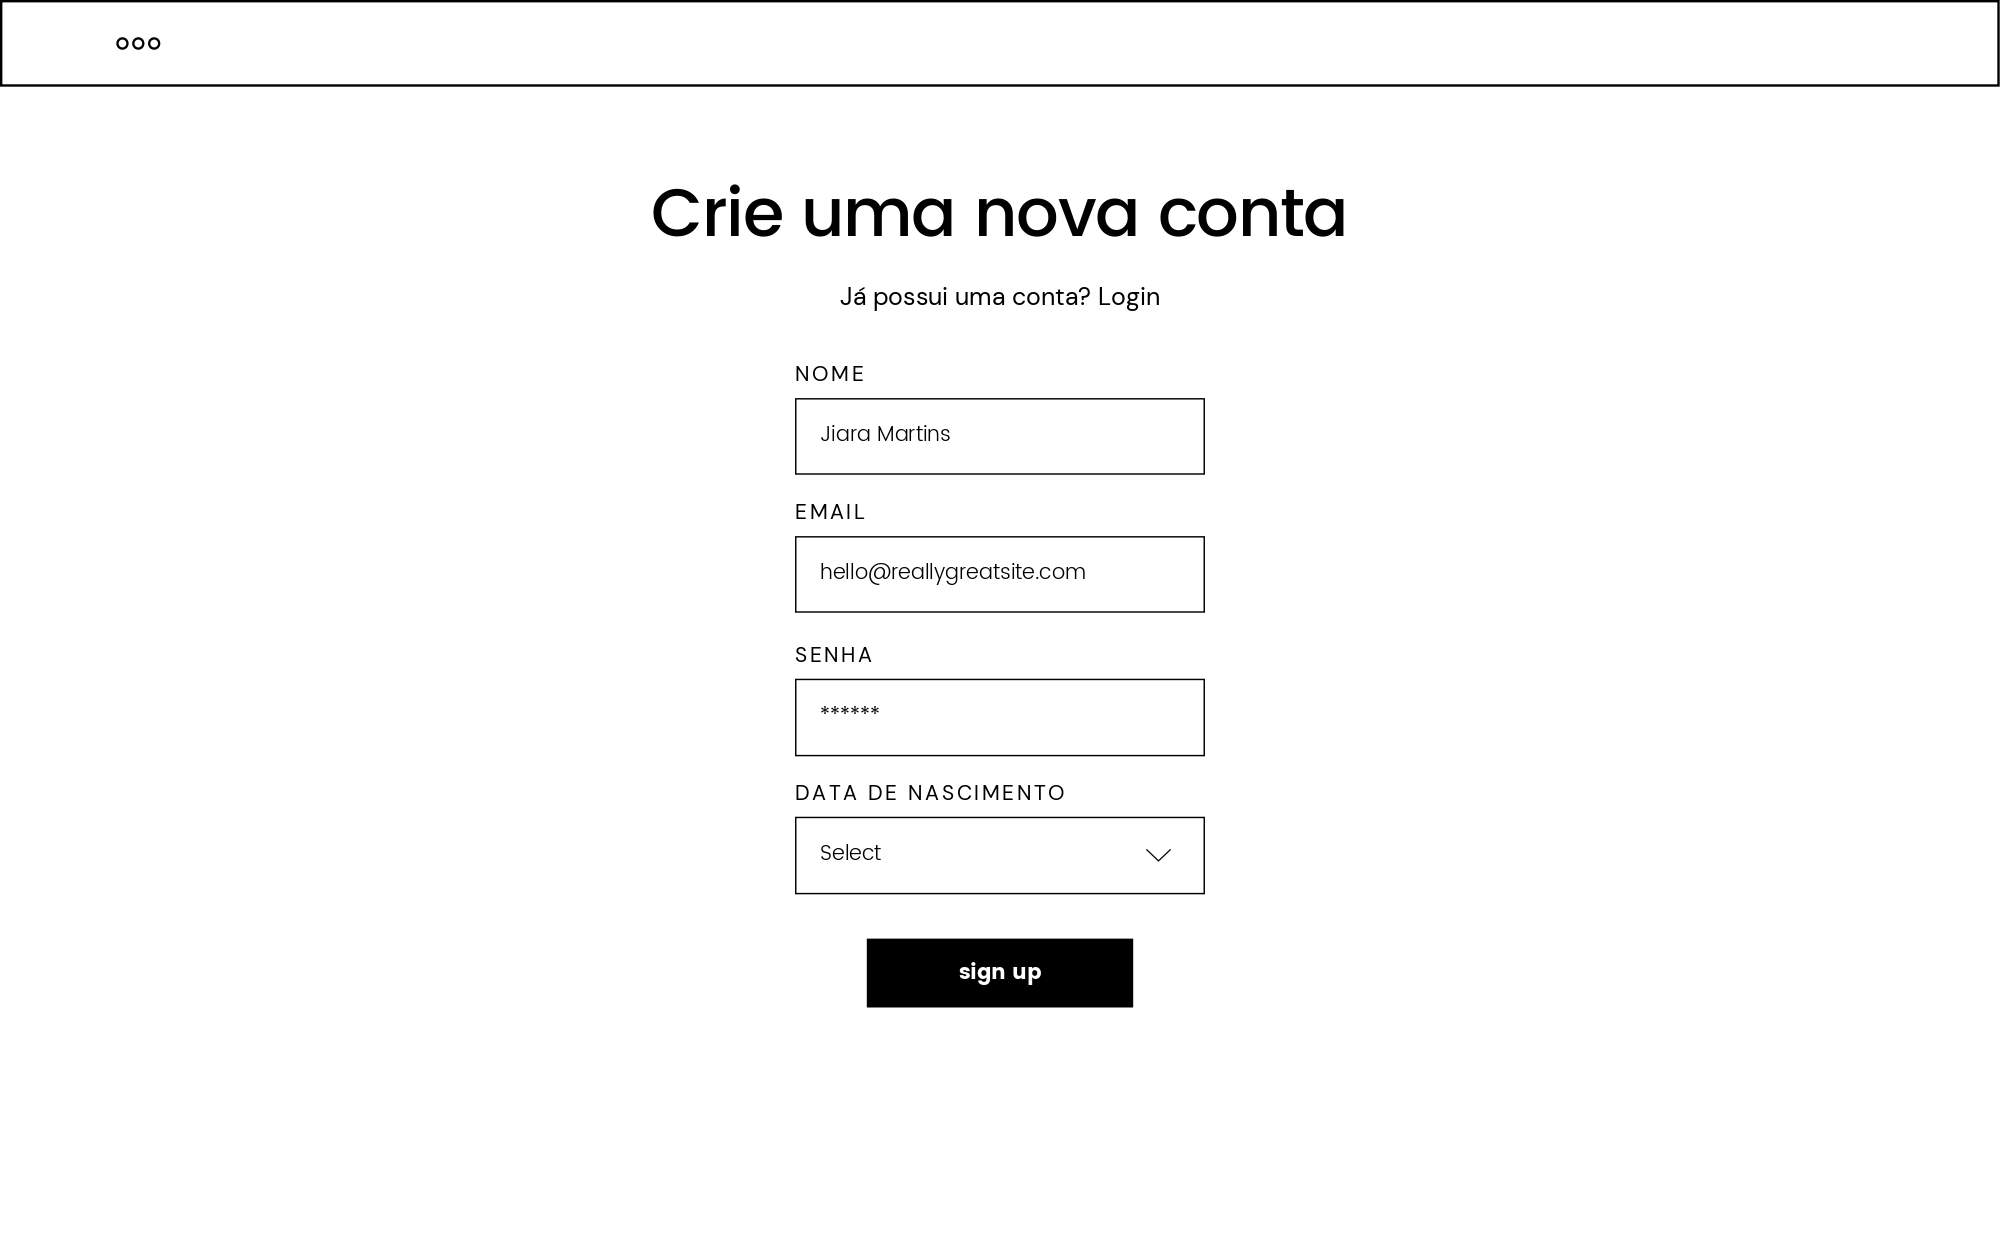 Crie uma nova conta
Já possui uma conta? Login
NOME
Jiara Martins
EMAIL
hello@reallygreatsite.com
SENHA
******
DATA DE NASCIMENTO
Select
sign up